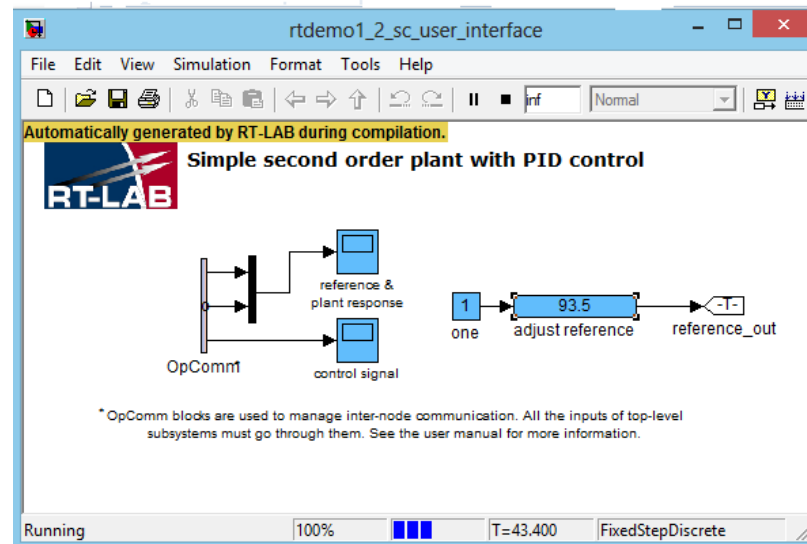 rtdemo1_2_sc_user_interface
File Edit View Simulation Format Tools Help
inf Normal
Automatically generated by RT-LAB during compilation.
RT-LAB
Simple second order plant with PID control
reference &
plant response
1 93.5 -T-
one adjust reference reference_out
OpComm1
control signal
* OpComm blocks are used to manage inter-node communication. All the inputs of top-level
subsystems must go through them. See the user manual for more information.
Running 100% T=43.400 FixedStepDiscrete